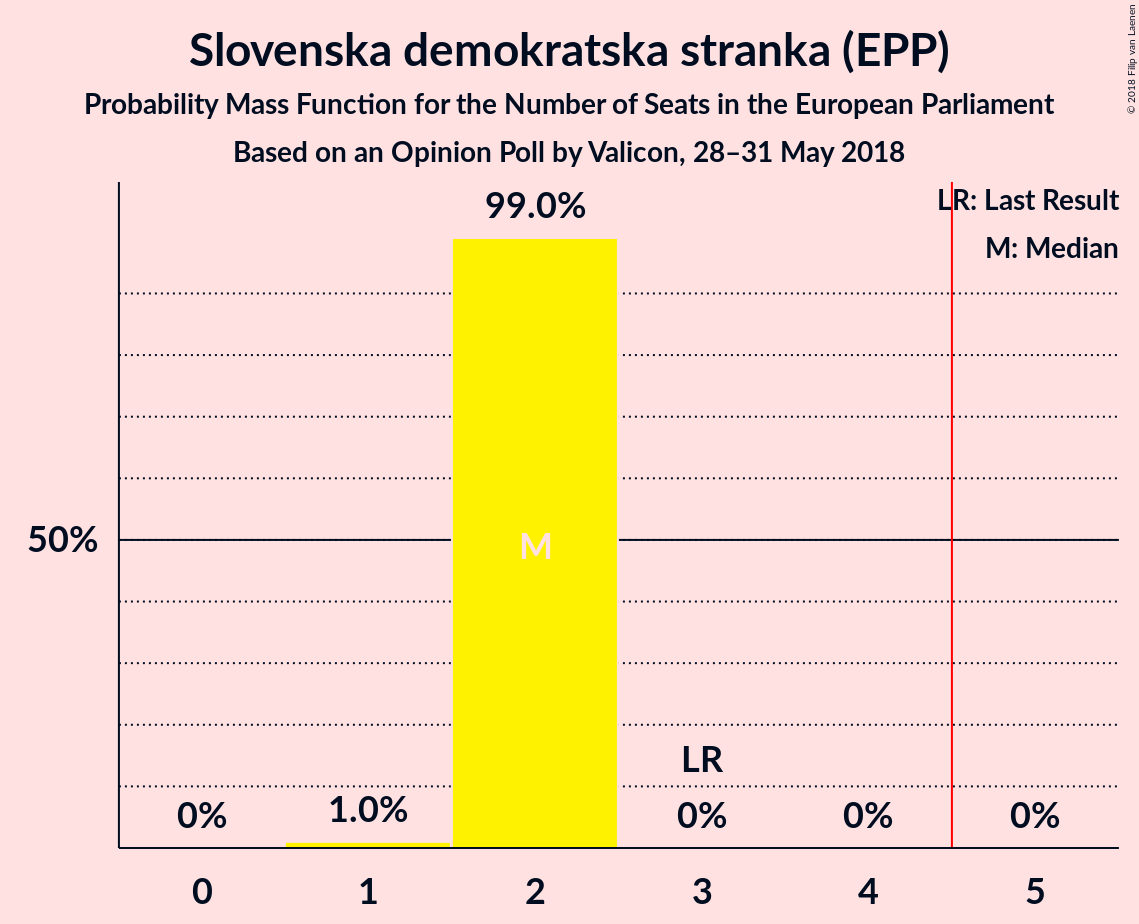 Slovenska demokratska stranka (EPP)
Probability Mass Function for the Number of Seats in the European Parliament
Based on an Opinion Poll by Valicon, 28–31 May 2018
© 2018 Filip van Laenen
LR: Last Result
M: Median
99.0%
50%
M
LR
0%
1.0%
0%
0%
0%
0
1
2
3
4
5